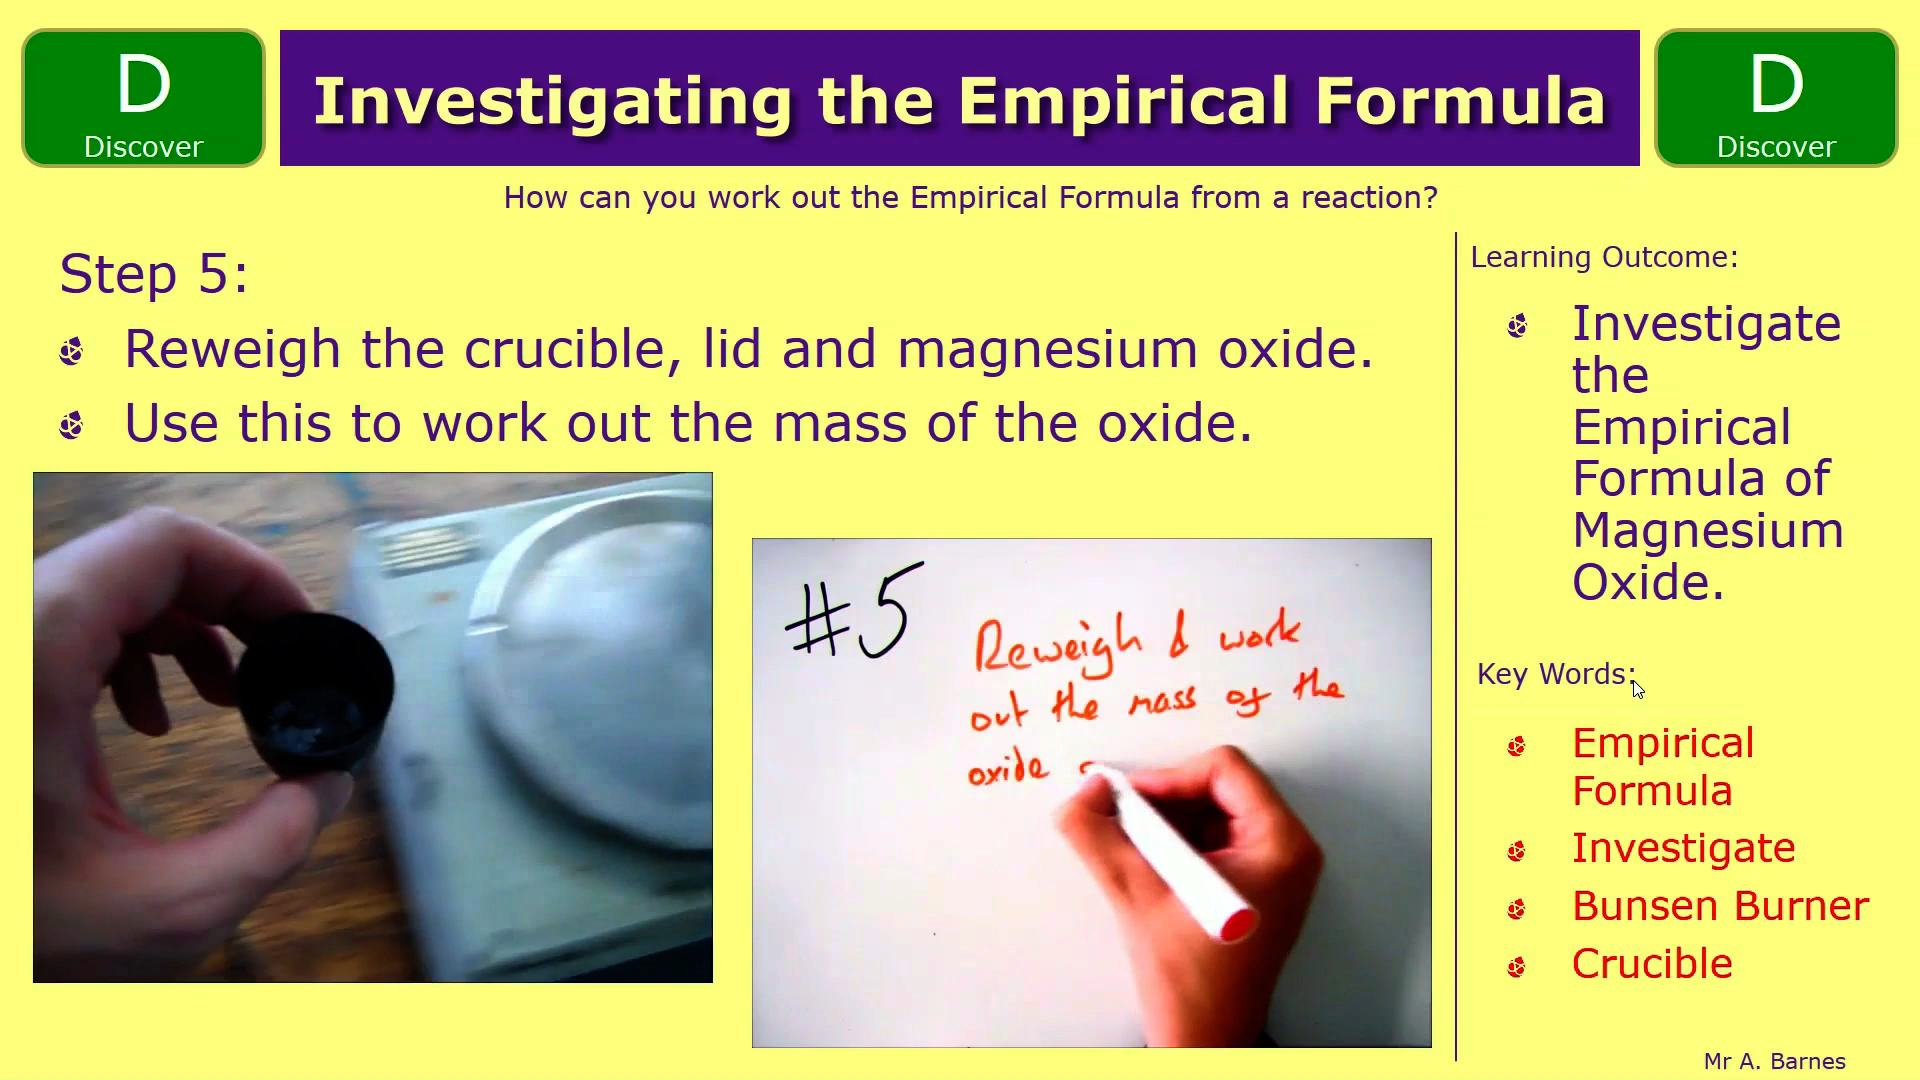 D
Discover
Investigating the Empirical Formula
D
Discover
How can you work out the Empirical Formula from a reaction?
Step 5:
Reweigh the crucible, lid and magnesium oxide.
Use this to work out the mass of the oxide.
#5
Reweigh & work
out the mass of the
oxide
Learning Outcome:
Investigate
the
Empirical
Formula of
Magnesium
Oxide.
Key Words:
Empirical
Formula
Investigate
Bunsen Burner
Crucible
Mr A. Barnes